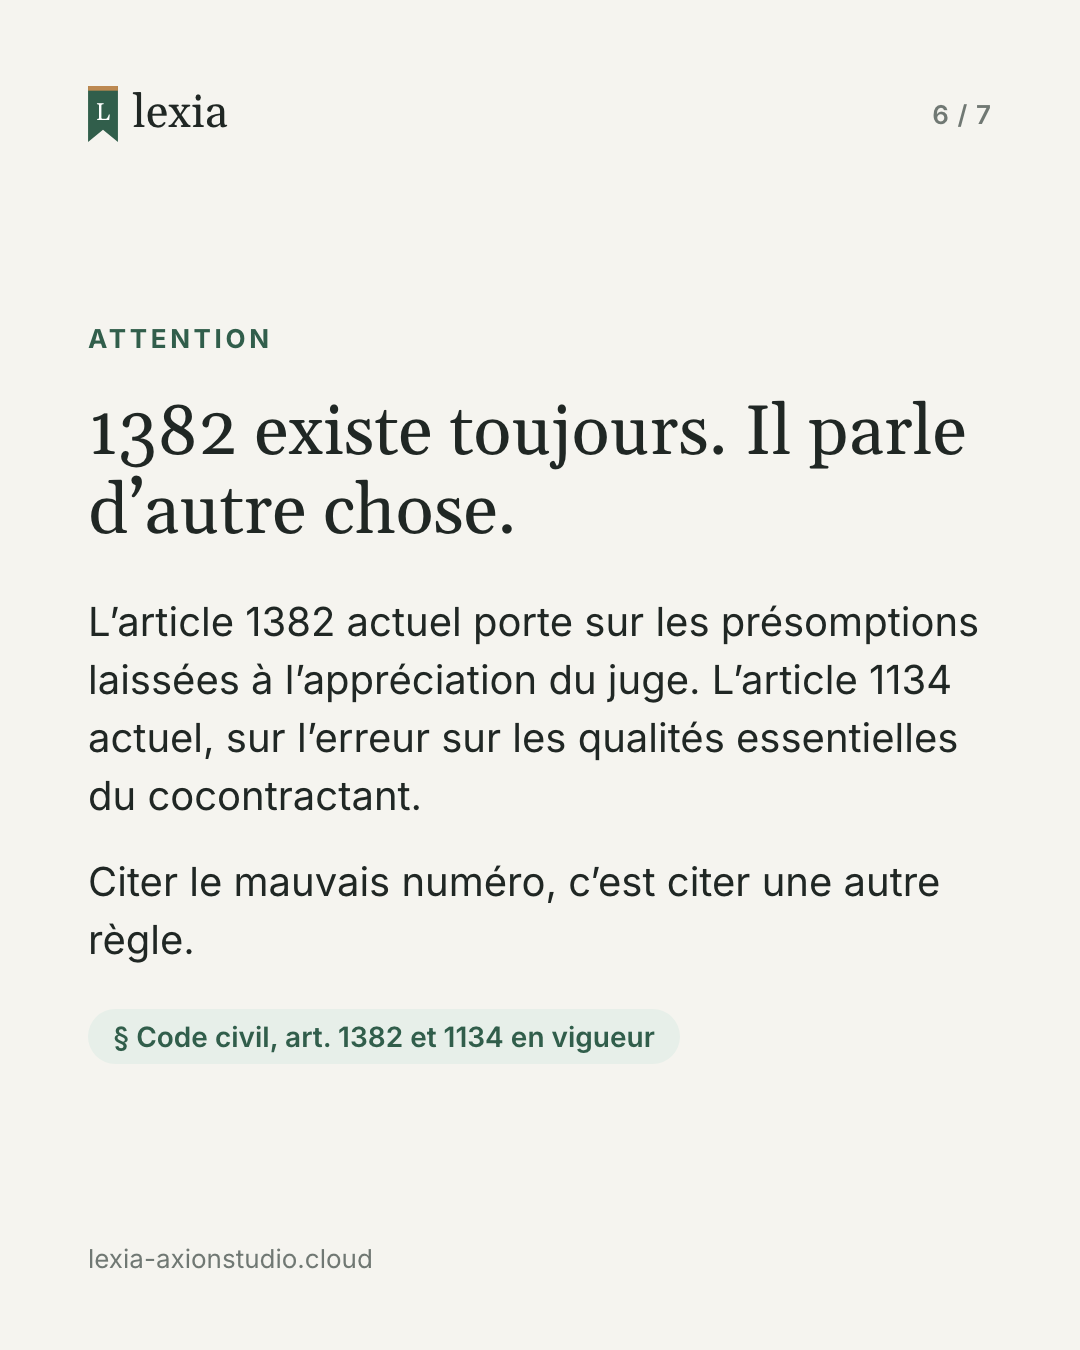 L lexia
6 / 7
ATTENTION
1382 existe toujours. Il parle
d’autre chose.
L’article 1382 actuel porte sur les présomptions
laissées à l’appréciation du juge. L’article 1134
actuel, sur l’erreur sur les qualités essentielles
du cocontractant.
Citer le mauvais numéro, c’est citer une autre
règle.
§ Code civil, art. 1382 et 1134 en vigueur
lexia-axionstudio.cloud